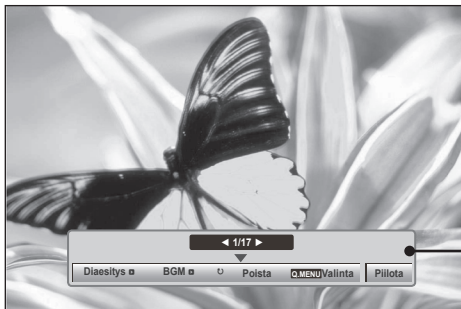 ◀ 1/17 ▶
Diaesitys BGM ↻ Poista Q.MENU Valinta Piilota